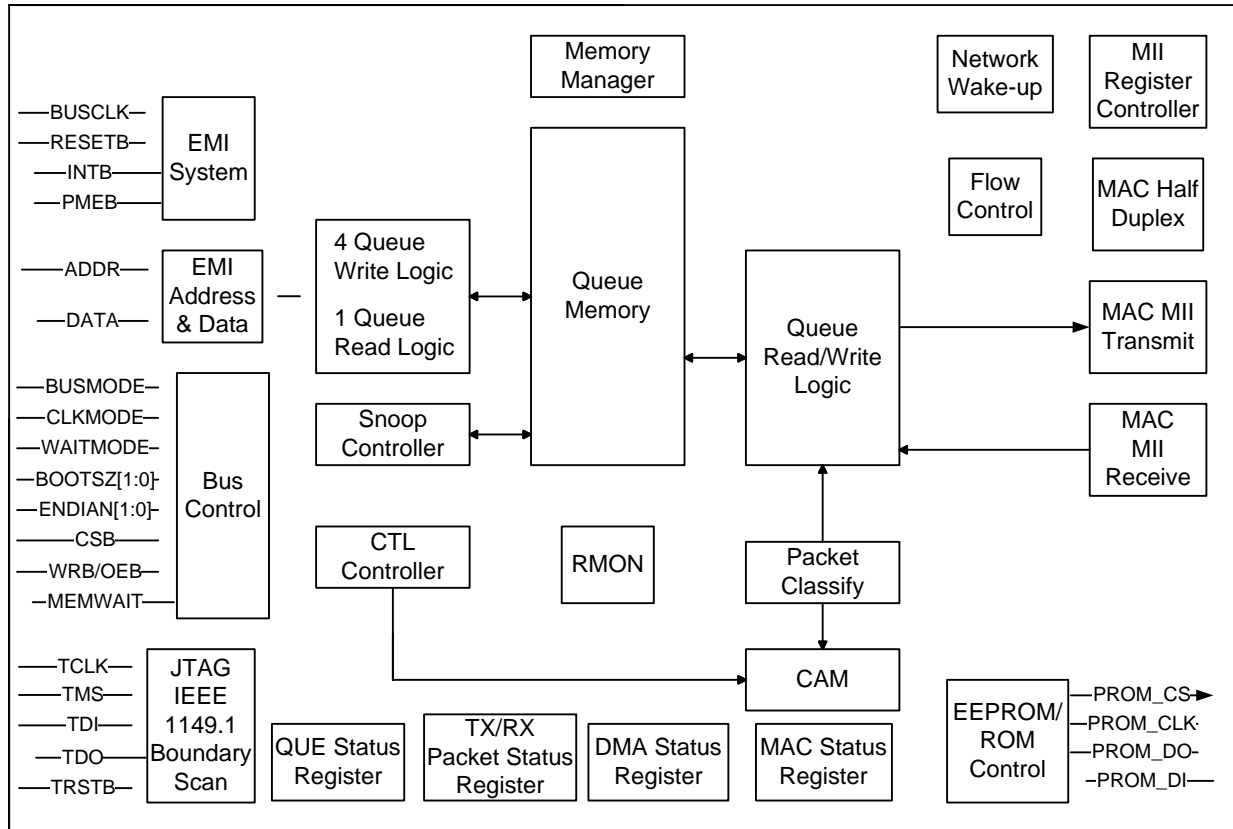 Memory
Manager
Network
Wake-up
MII
Register
Controller
BUSCLK
RESETB
INTB
PMEB
EMI
System
Flow
Control
MAC Half
Duplex
ADDR
DATA
EMI
Address
& Data
4 Queue
Write Logic
1 Queue
Read Logic
Queue
Memory
Queue
Read/Write
Logic
MAC MII
Transmit
MAC
MII
Receive
BUSMODE
CLKMODE
WAITMODE
BOOTSZ[1:0]
ENDIAN[1:0]
CSB
WRB/OEB
MEMWAIT
Bus
Control
Snoop
Controller
CTL
Controller
RMON
Packet
Classify
CAM
TCLK
TMS
TDI
TDO
TRSTB
JTAG
IEEE
1149.1
Boundary
Scan
QUE Status
Register
TX/RX
Packet Status
Register
DMA Status
Register
MAC Status
Register
EEPROM/
ROM
Control
PROM_CS
PROM_CLK
PROM_DO
PROM_DI